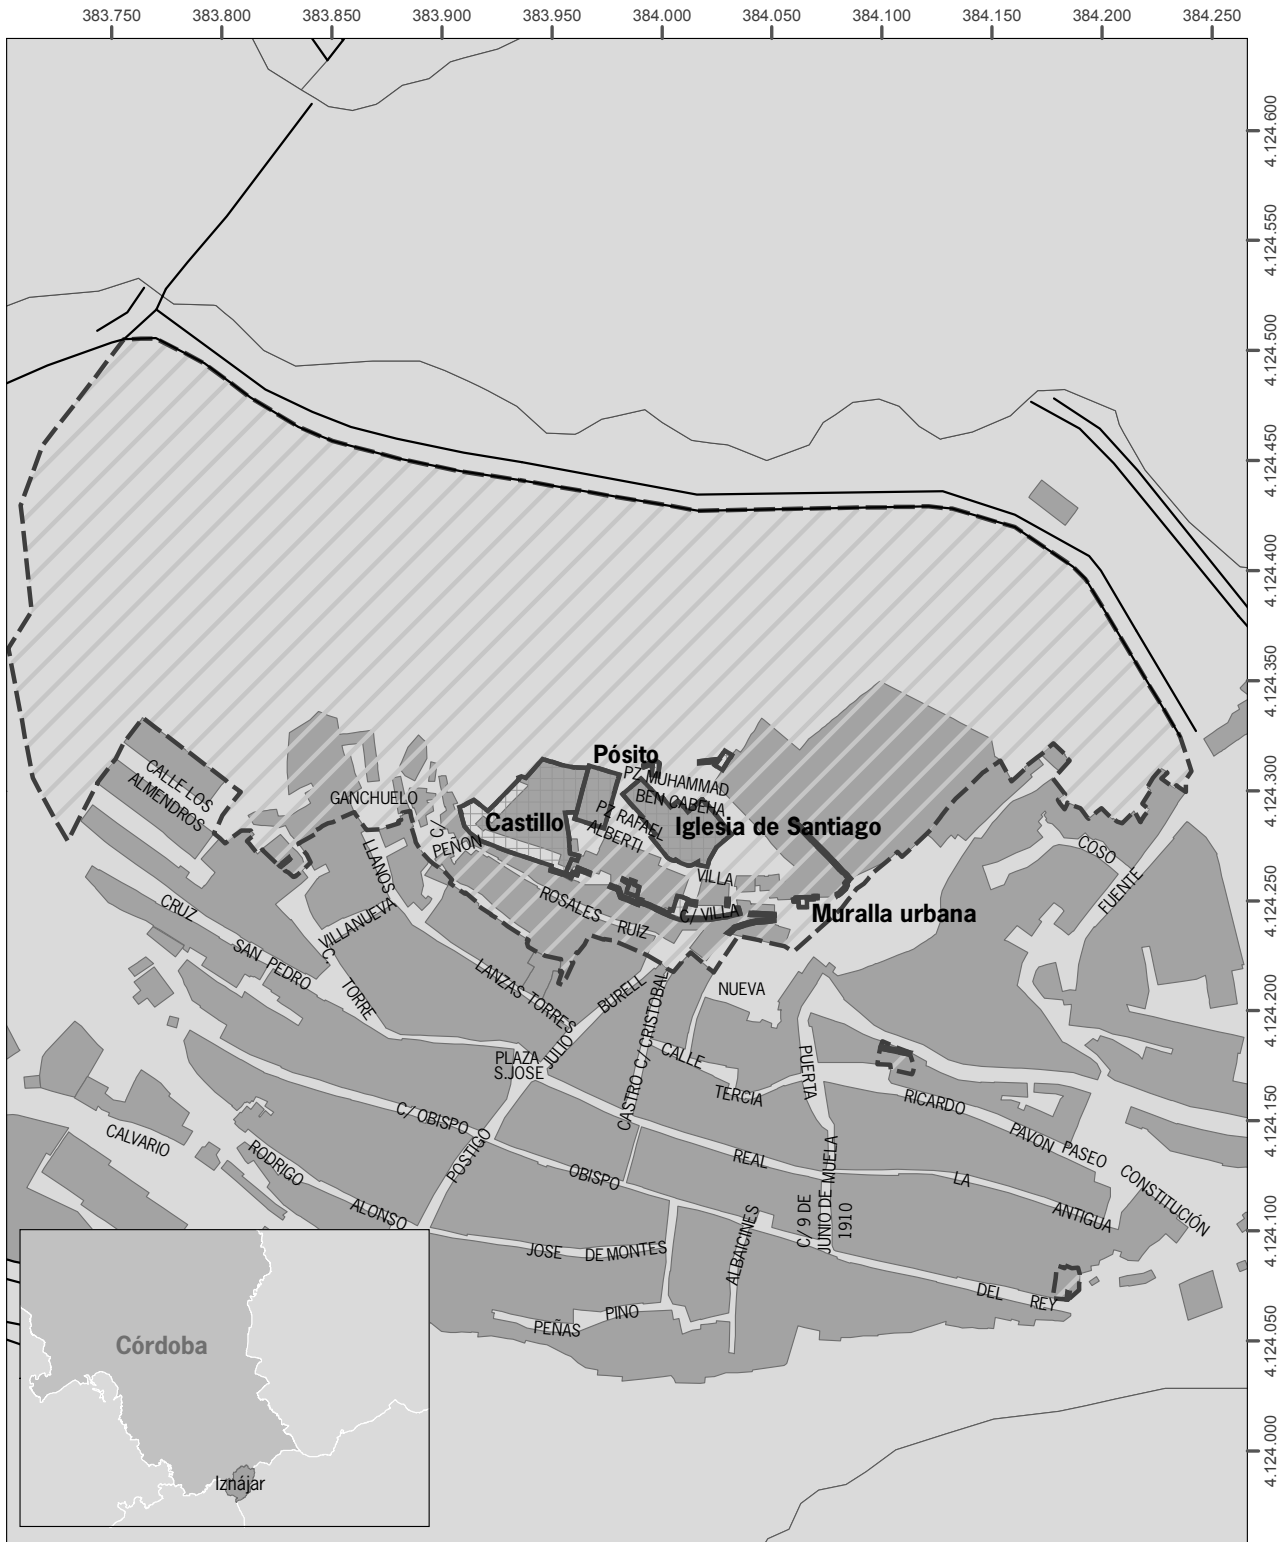 383.750
383.800
383.850
383.900
383.950
384.000
384.050
384.100
384.150
384.200
384.250
4.124.600
4.124.550
4.124.500
4.124.450
4.124.400
4.124.350
4.124.300
4.124.250
4.124.200
4.124.150
4.124.100
4.124.050
4.124.000
Pósito
PZ MUHAMMAD
BEN CABEHA
CALLE LOS
ALMENDROS
GANCHUELO
Castillo
PZ RAFAEL
ALBERTI
Iglesia de Santiago
C.
PEÑON
LLANOS
COSO
FUENTE
VILLA
C/ VILLA
Muralla urbana
ROSALES
RUIZ
CRUZ
SAN PEDRO
VILLANUEVA
C.
TORRE
LANZAS TORRES
BURELL
JULIO
NUEVA
CASTRO C/ CRISTOBAL
PLAZA
S.JOSE
CALLE
TERCIA
PUERTA
RICARDO
PAVON PASEO
CONSTITUCIÓN
C/ OBISPO
POSTIGO
OBISPO
REAL
LA
ANTIGUA
CALVARIO
RODRIGO
ALONSO
JOSE DE MONTES
ALBAICINES
C/ 9 DE
JUNIO DE MUELA
1910
DEL REY
PEÑAS
PINO
Córdoba
Iznájar